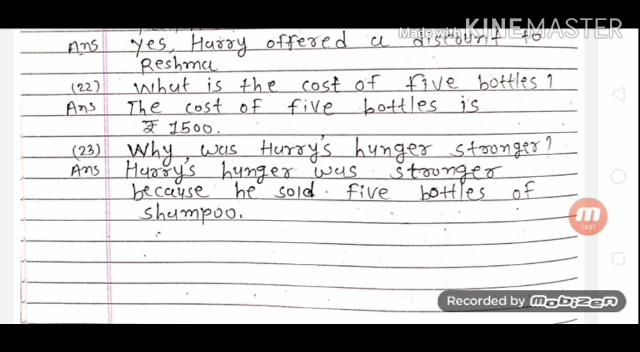 Made with KINEMASTER
Ans Yes, Harry offered a discount to
Reshma
(22) What is the cost of five bottles?
Ans The cost of five bottles is
₹ 1500.
(23) Why was Harry's hunger stronger?
Ans Harry's hunger was stronger
because he sold five bottles of
shampoo.
14:37
Recorded by mobizen